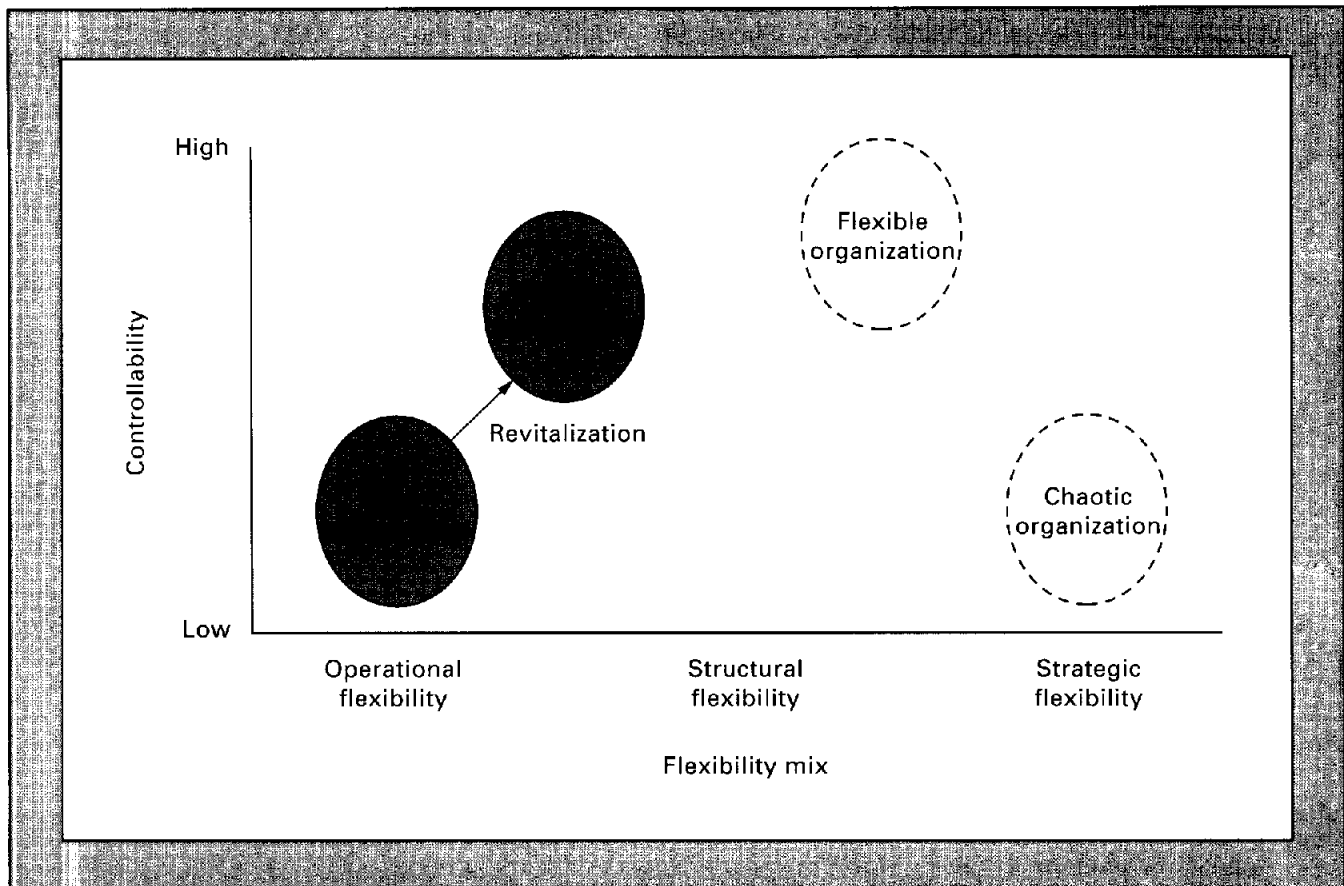 High
Flexible
organization
Controllability
Revitalization
Chaotic
organization
Low
Operational
flexibility
Structural
flexibility
Strategic
flexibility
Flexibility mix